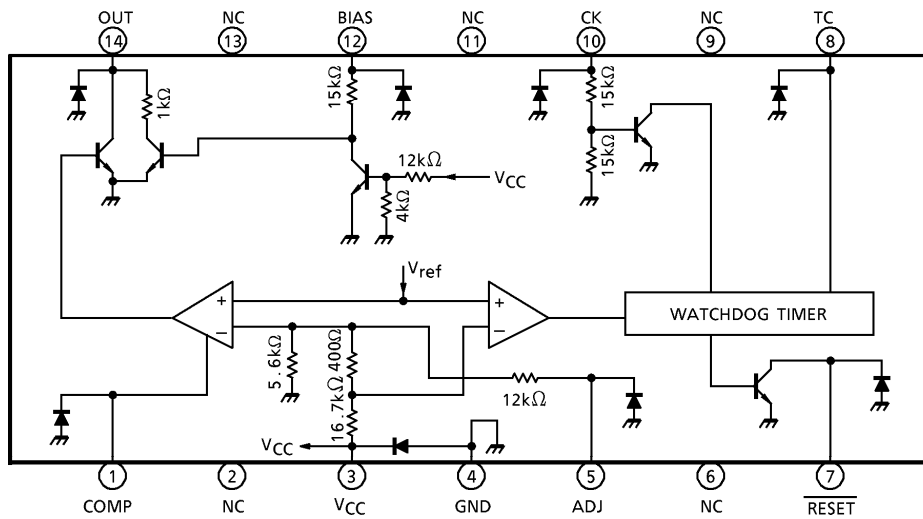 OUT NC BIAS NC CK NC TC
14 13 12 11 10 9 8
1kΩ
15kΩ
15kΩ
15kΩ
12kΩ
VCC
4kΩ
Vref
+
−
+
−
WATCHDOG TIMER
5.6kΩ
400Ω
16.7kΩ
12kΩ
VCC
1 2 3 4 5 6 7
COMP NC VCC GND ADJ NC RESET